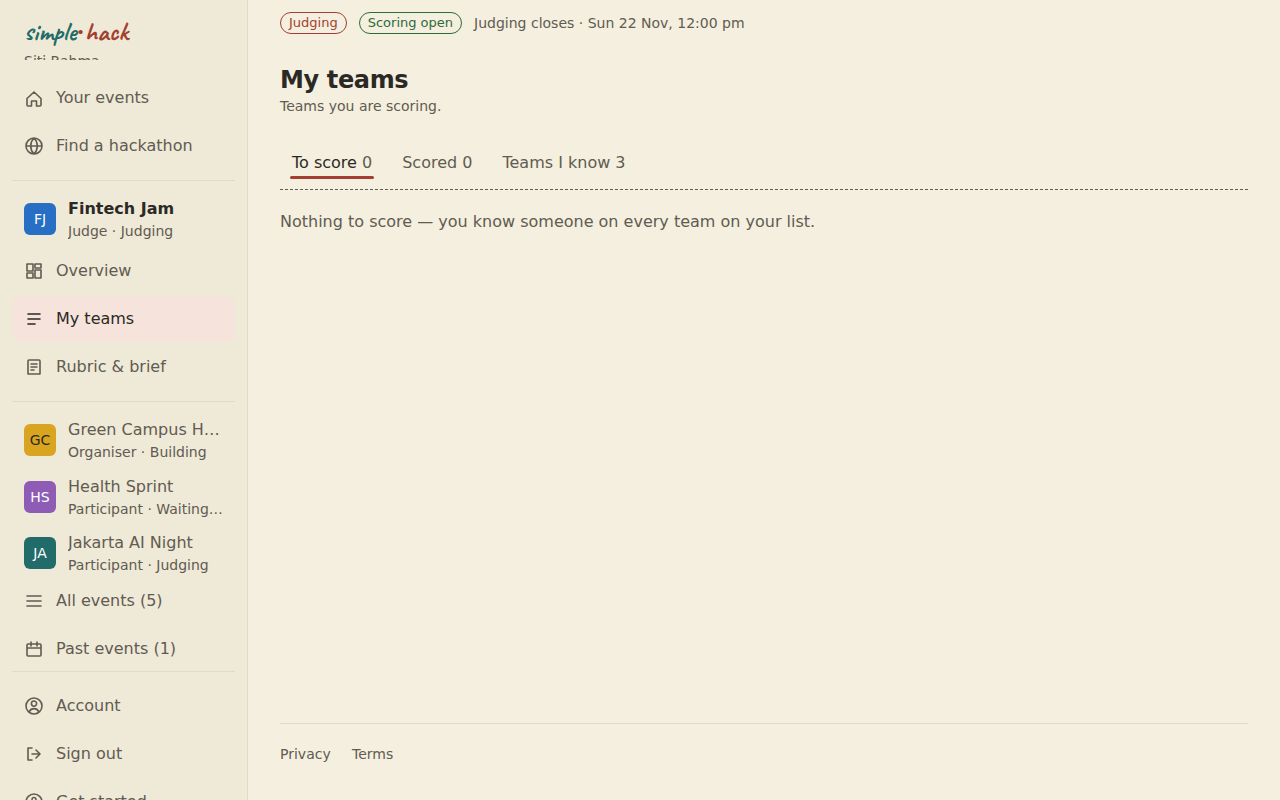 simple·hack
Siti Rahma
Your events
Find a hackathon
FJ
Fintech Jam
Judge · Judging
Overview
My teams
Rubric & brief
GC
Green Campus H…
Organiser · Building
HS
Health Sprint
Participant · Waiting…
JA
Jakarta AI Night
Participant · Judging
All events (5)
Past events (1)
Account
Sign out
Get started
Judging
Scoring open
Judging closes · Sun 22 Nov, 12:00 pm
My teams
Teams you are scoring.
To score 0
Scored 0
Teams I know 3
Nothing to score — you know someone on every team on your list.
Privacy
Terms